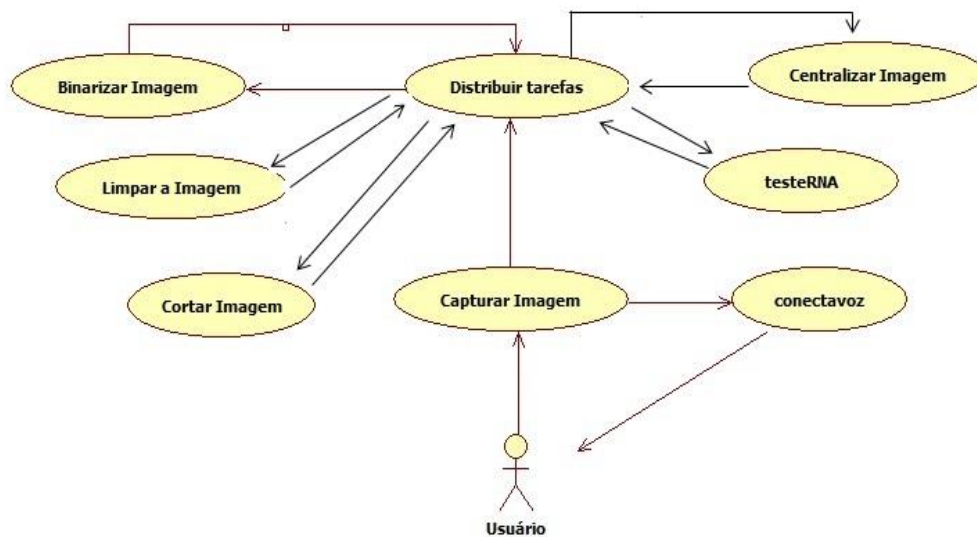 Binarizar Imagem
Distribuir tarefas
Centralizar Imagem
Limpar a Imagem
testeRNA
Cortar Imagem
Capturar Imagem
conectavoz
Usuário